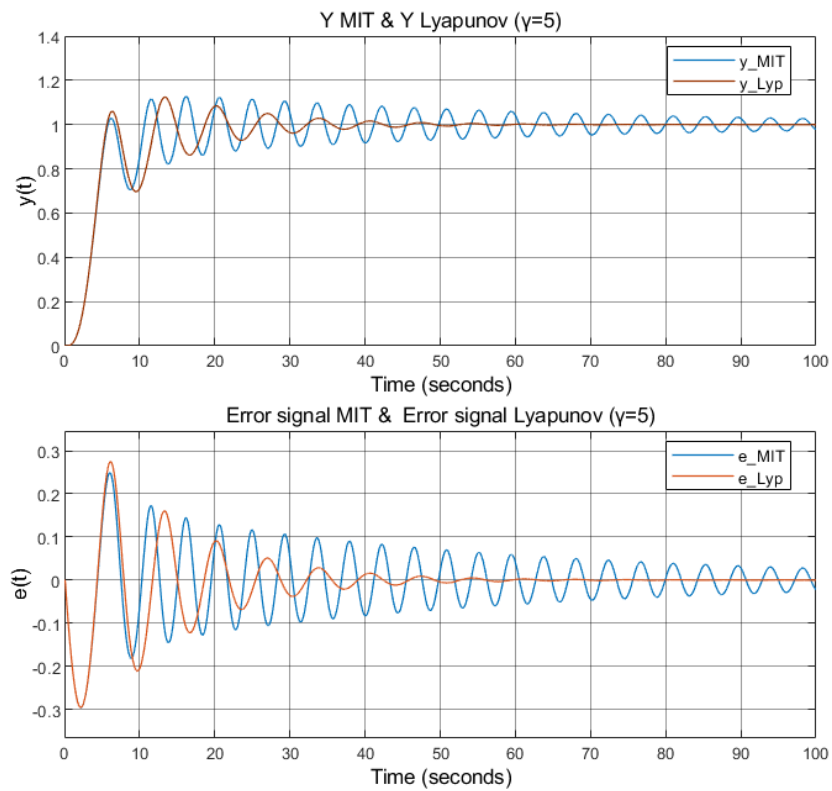 Y MIT & Y Lyapunov (γ=5)
1.4
1.2
1
0.8
0.6
0.4
0.2
0
y(t)
y_MIT
y_Lyp
0 10 20 30 40 50 60 70 80 90 100
Time (seconds)
Error signal MIT & Error signal Lyapunov (γ=5)
0.3
0.2
0.1
0
-0.1
-0.2
-0.3
e(t)
e_MIT
e_Lyp
0 10 20 30 40 50 60 70 80 90 100
Time (seconds)